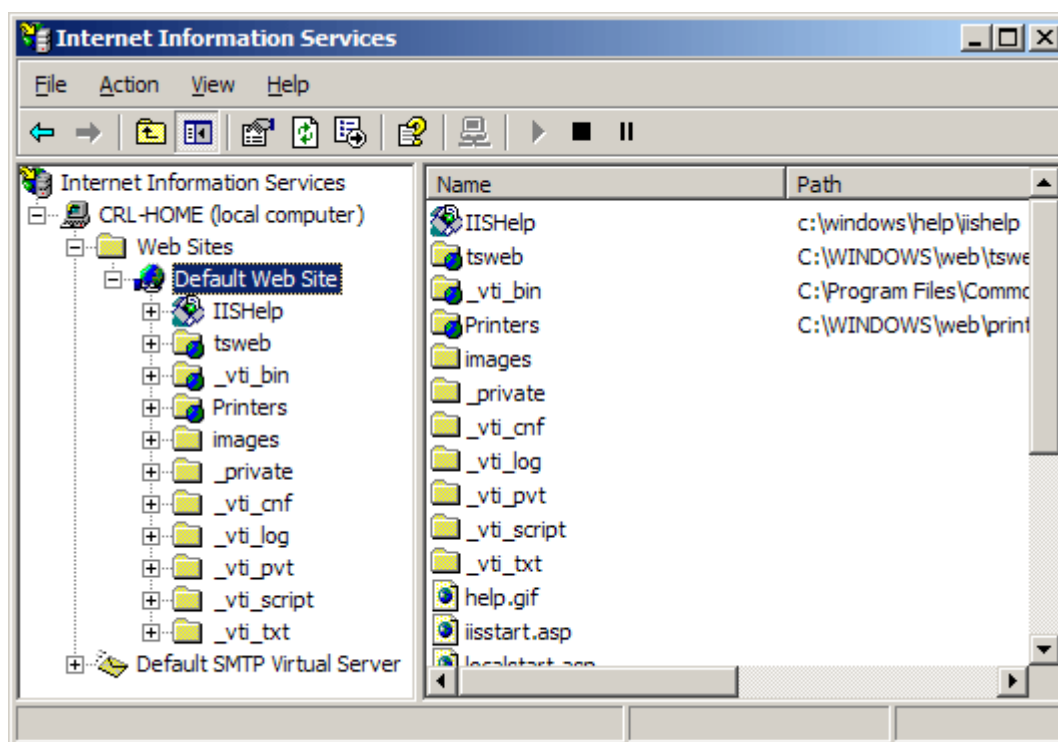 Internet Information Services
File Action View Help
Internet Information Services
CRL-HOME (local computer)
Web Sites
Default Web Site
IISHelp
tsweb
_vti_bin
Printers
images
_private
_vti_cnf
_vti_log
_vti_pvt
_vti_script
_vti_txt
Default SMTP Virtual Server
Name Path
IISHelp c:\windows\help\iishelp
tsweb C:\WINDOWS\web\tswe
_vti_bin C:\Program Files\Commo
Printers C:\WINDOWS\web\print
images
_private
_vti_cnf
_vti_log
_vti_pvt
_vti_script
_vti_txt
help.gif
iisstart.asp
localstart.asp